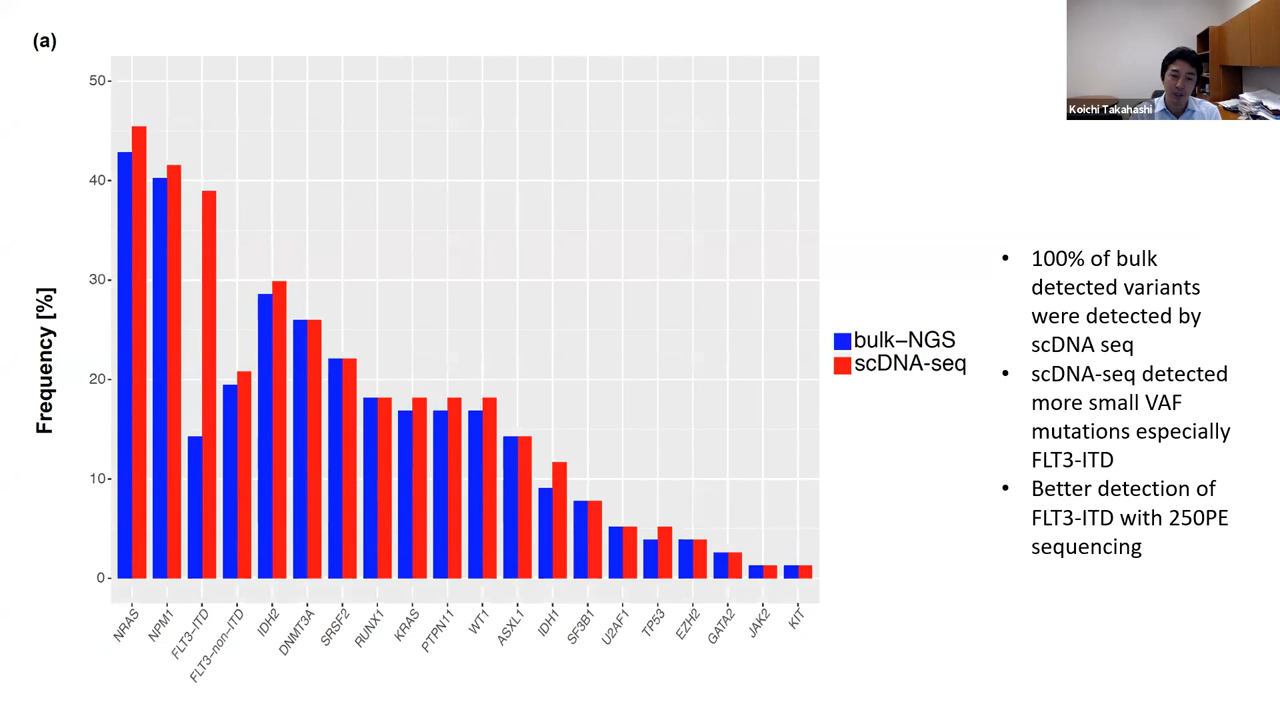 (a)
Koichi Takahashi
Frequency [%]
50
40
30
20
10
0
NRAS
NPM1
FLT3-ITD
FLT3-non-ITD
IDH2
DNMT3A
SRSF2
RUNX1
KRAS
PTPN11
WT1
ASXL1
IDH1
SF3B1
U2AF1
TP53
EZH2
GATA2
JAK2
KIT
bulk-NGS
scDNA-seq
• 100% of bulk
detected variants
were detected by
scDNA seq
• scDNA-seq detected
more small VAF
mutations especially
FLT3-ITD
• Better detection of
FLT3-ITD with 250PE
sequencing